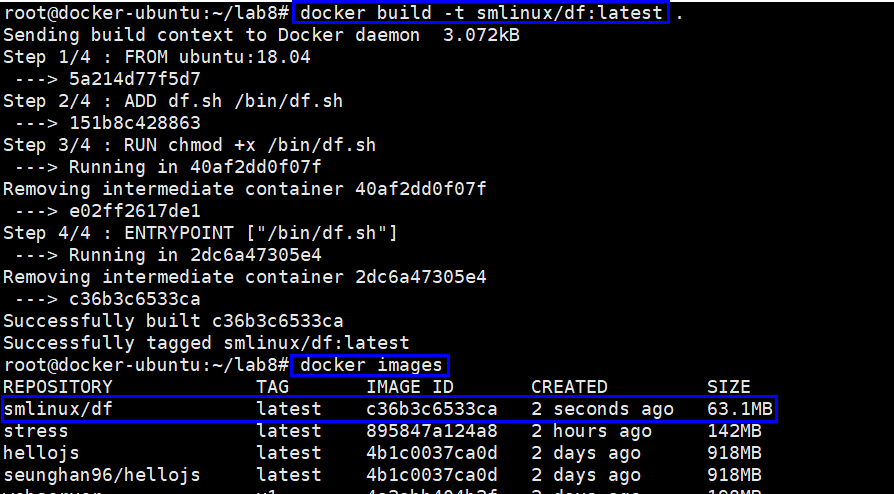 root@docker-ubuntu:~/lab8# docker build -t smlinux/df:latest .
Sending build context to Docker daemon  3.072kB
Step 1/4 : FROM ubuntu:18.04
 ---> 5a214d77f5d7
Step 2/4 : ADD df.sh /bin/df.sh
 ---> 151b8c428863
Step 3/4 : RUN chmod +x /bin/df.sh
 ---> Running in 40af2dd0f07f
Removing intermediate container 40af2dd0f07f
 ---> e02ff2617de1
Step 4/4 : ENTRYPOINT ["/bin/df.sh"]
 ---> Running in 2dc6a47305e4
Removing intermediate container 2dc6a47305e4
 ---> c36b3c6533ca
Successfully built c36b3c6533ca
Successfully tagged smlinux/df:latest
root@docker-ubuntu:~/lab8# docker images
REPOSITORY             TAG       IMAGE ID       CREATED         SIZE
smlinux/df             latest    c36b3c6533ca   2 seconds ago   63.1MB
stress                 latest    895847a124a8   2 hours ago     142MB
hellojs                latest    4b1c0037ca0d   2 days ago      918MB
seunghan96/hellojs     latest    4b1c0037ca0d   2 days ago      918MB